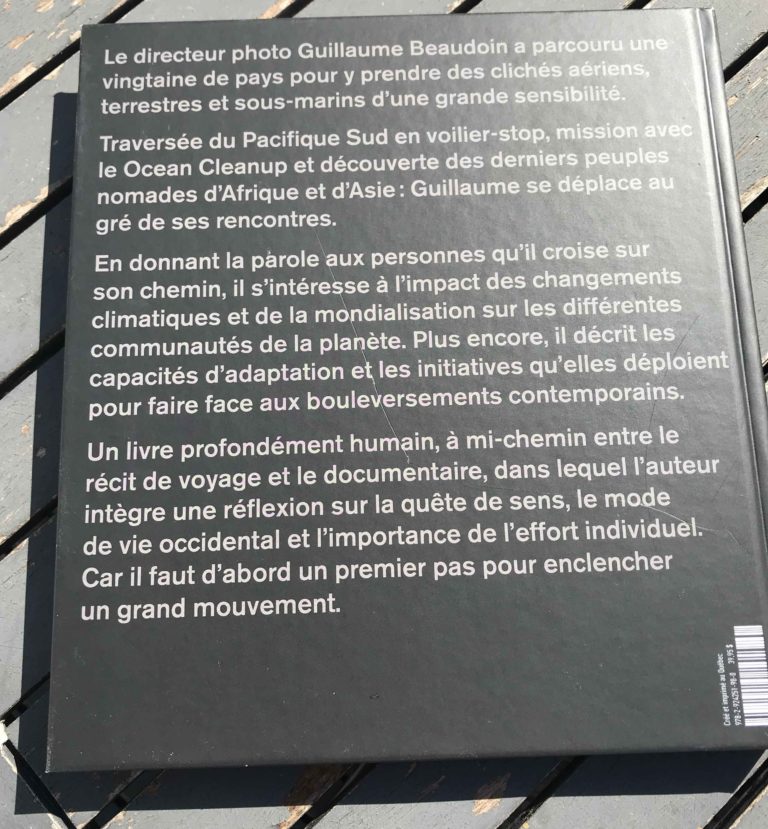 Le directeur photo Guillaume Beaudoin a parcouru une
vingtaine de pays pour y prendre des clichés aériens,
terrestres et sous-marins d'une grande sensibilité.
Traversée du Pacifique Sud en voilier-stop, mission avec
le Ocean Cleanup et découverte des derniers peuples
nomades d'Afrique et d'Asie : Guillaume se déplace au
gré de ses rencontres.
En donnant la parole aux personnes qu'il croise sur
son chemin, il s'intéresse à l'impact des changements
climatiques et de la mondialisation sur les différentes
communautés de la planète. Plus encore, il décrit les
capacités d'adaptation et les initiatives qu'elles déploient
pour faire face aux bouleversements contemporains.
Un livre profondément humain, à mi-chemin entre le
récit de voyage et le documentaire, dans lequel l'auteur
intègre une réflexion sur la quête de sens, le mode
de vie occidental et l'importance de l'effort individuel.
Car il faut d'abord un premier pas pour enclencher
un grand mouvement.
Créé et imprimé au Québec
978-2-924251-98-0 39,95 $